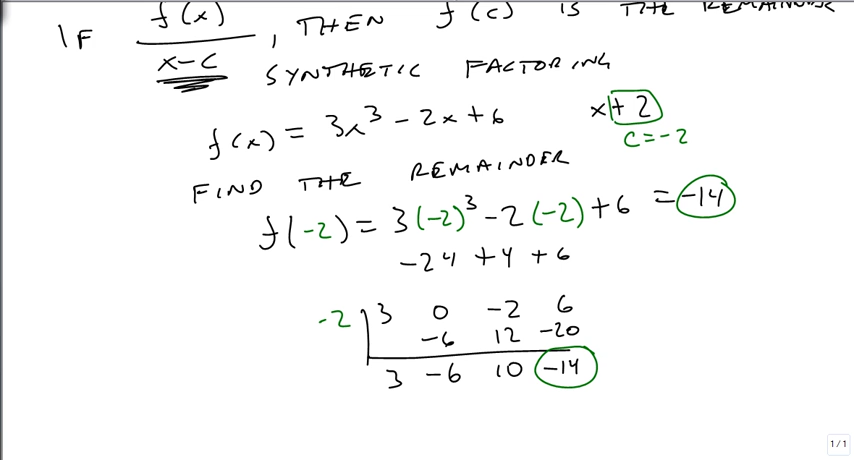 IF f(x)/x-c, THEN f(c) IS THE REMAINDER
SYNTHETIC FACTORING
f(x) = 3x³ - 2x + 6 x + 2
c = -2
FIND THE REMAINDER
f(-2) = 3(-2)³ - 2(-2) + 6 = -14
-24 + 4 + 6
-2 | 3 0 -2 6
-6 12 -20
3 -6 10 -14
1 / 1